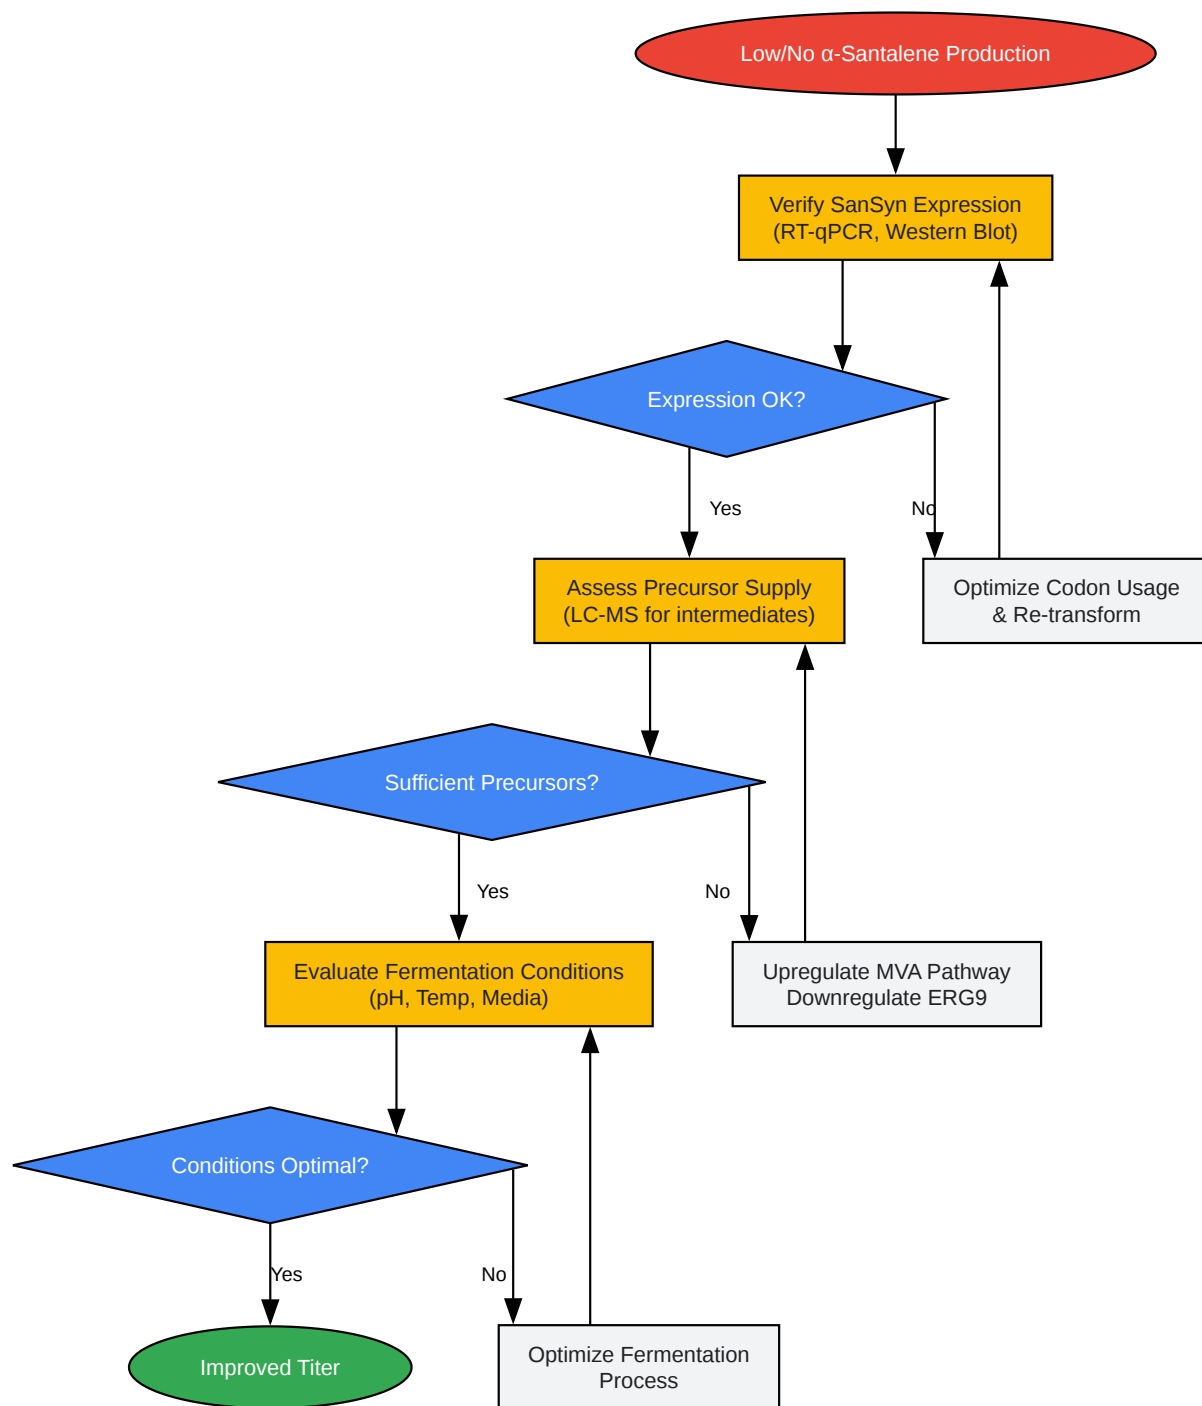 Low/No α-Santalene Production
Verify SanSyn Expression
(RT-qPCR, Western Blot)
Expression OK?
Yes
No
Assess Precursor Supply
(LC-MS for intermediates)
Optimize Codon Usage
& Re-transform
Sufficient Precursors?
Yes
No
Evaluate Fermentation Conditions
(pH, Temp, Media)
Upregulate MVA Pathway
Downregulate ERG9
Conditions Optimal?
Yes
No
Improved Titer
Optimize Fermentation
Process